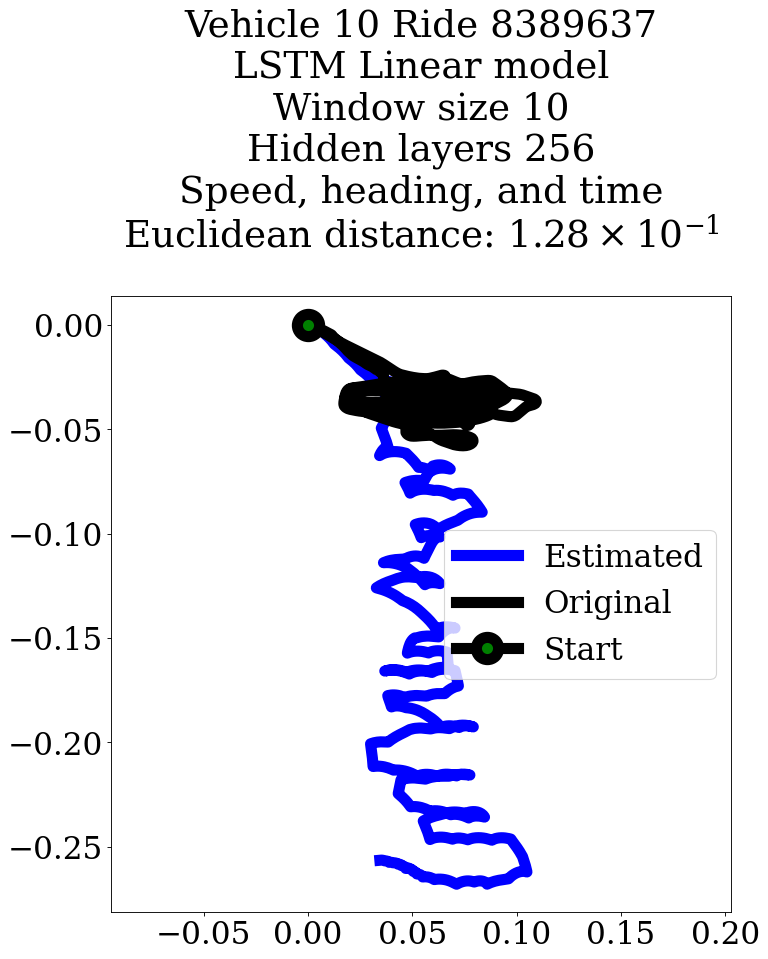 Vehicle 10 Ride 8389637
LSTM Linear model
Window size 10
Hidden layers 256
Speed, heading, and time
Euclidean distance: 1.28 × 10⁻¹
0.00
−0.05
−0.10
−0.15
−0.20
−0.25
Estimated
Original
Start
−0.05 0.00 0.05 0.10 0.15 0.20